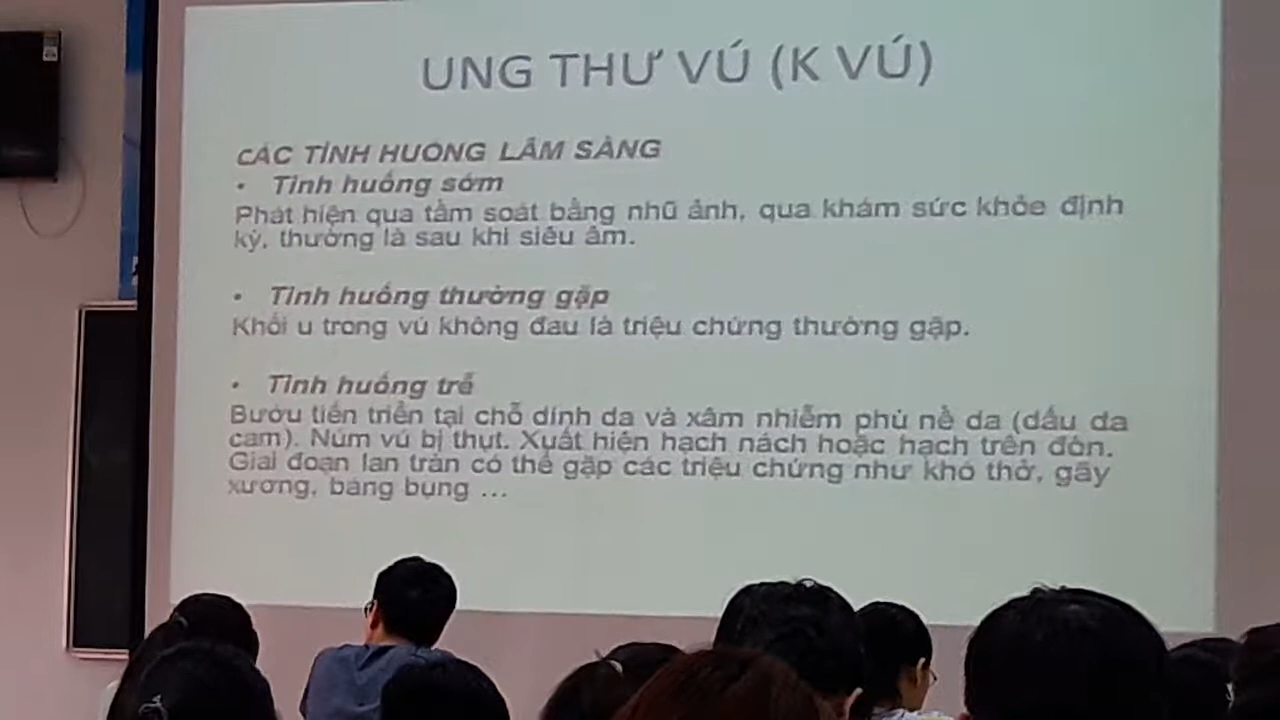 UNG THƯ VÚ (K VÚ)
CÁC TÌNH HUỐNG LÂM SÀNG
• Tình huống sớm
Phát hiện qua tầm soát bằng nhũ ảnh, qua khám sức khỏe định
kỳ, thường là sau khi siêu âm.
• Tình huống thường gặp
Khối u trong vú không đau là triệu chứng thường gặp.
• Tình huống trễ
Bướu tiến triển tại chỗ dính da và xâm nhiễm phù nề da (dấu da
cam). Núm vú bị thụt. Xuất hiện hạch nách hoặc hạch trên đòn.
Giai đoạn lan tràn có thể gặp các triệu chứng như khó thở, gãy
xương, báng bụng ...